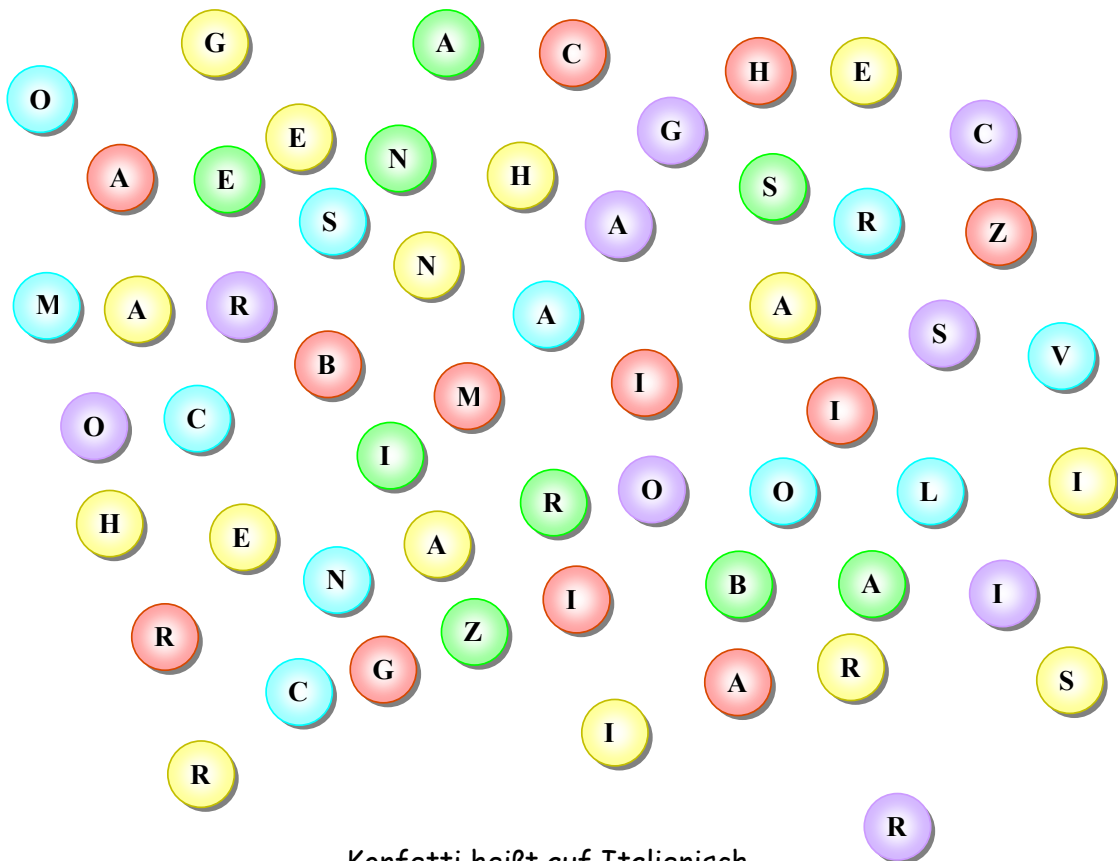 G A C H E
O G C
E N H S
A E S A R Z
N
M A R A A S V
B M I I
O C I
R O O L I
H E A
N I B A I
R Z
G A R S
C I
R
R
Konfetti heißt auf Italienisch